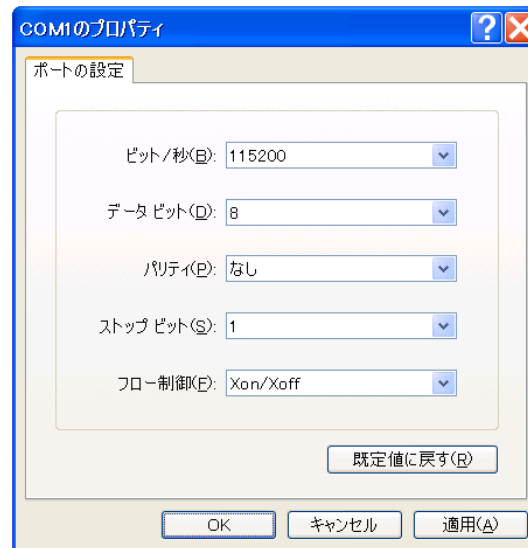 COM1のプロパティ
ポートの設定
ビット/秒(B): 115200
データ ビット(D): 8
パリティ(P): なし
ストップ ビット(S): 1
フロー制御(F): Xon/Xoff
既定値に戻す(R)
OK キャンセル 適用(A)